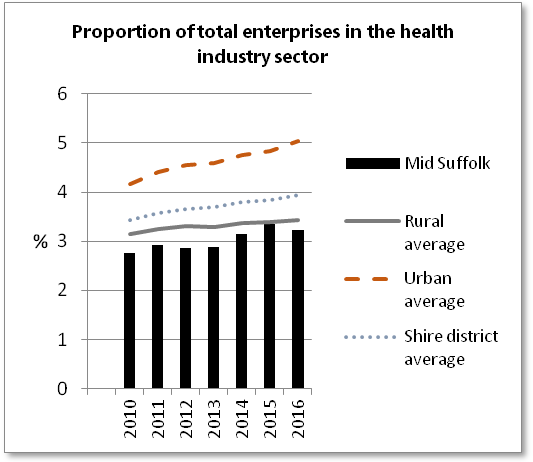 Proportion of total enterprises in the health
industry sector
6
5
4
3
2
1
0
%
2010
2011
2012
2013
2014
2015
2016
Mid Suffolk
Rural
average
Urban
average
Shire district
average